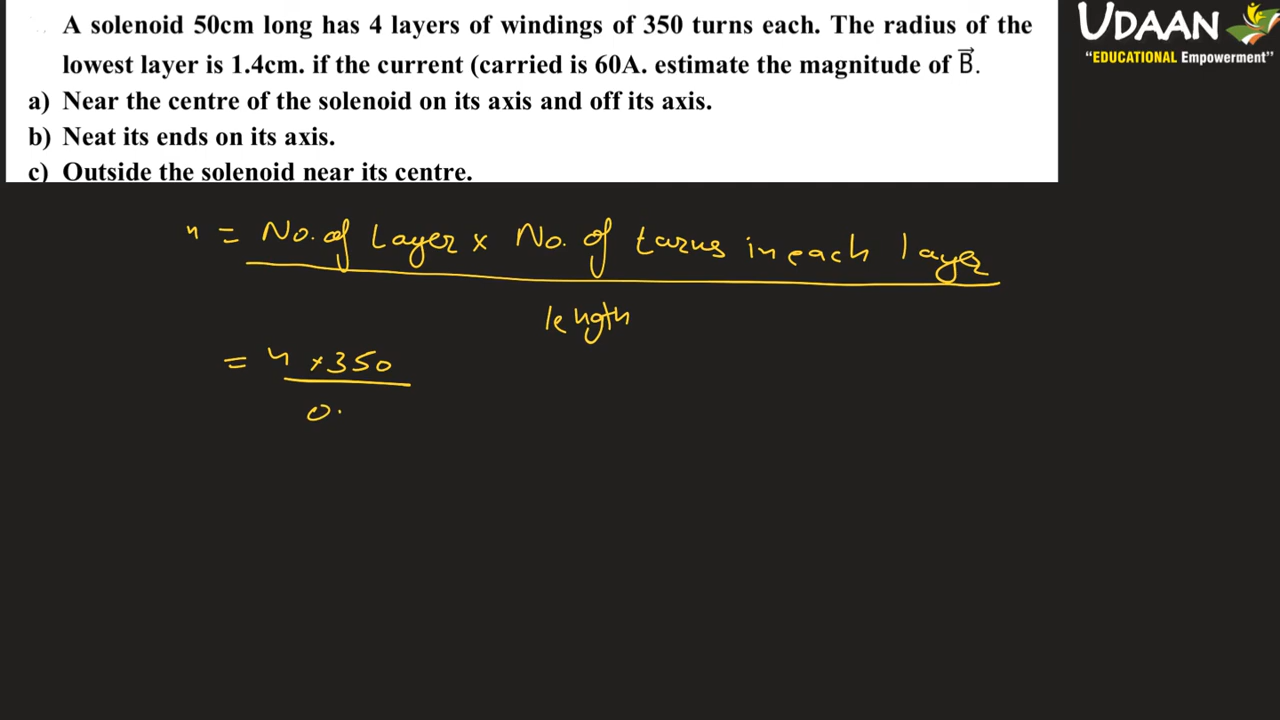 A solenoid 50cm long has 4 layers of windings of 350 turns each. The radius of the
lowest layer is 1.4cm. if the current (carried is 60A. estimate the magnitude of B⃗.
a) Near the centre of the solenoid on its axis and off its axis.
b) Neat its ends on its axis.
c) Outside the solenoid near its centre.
UDAAN
"EDUCATIONAL Empowerment"
n = No. of Layer × No. of turns in each layer
length
= 4 × 350
0.